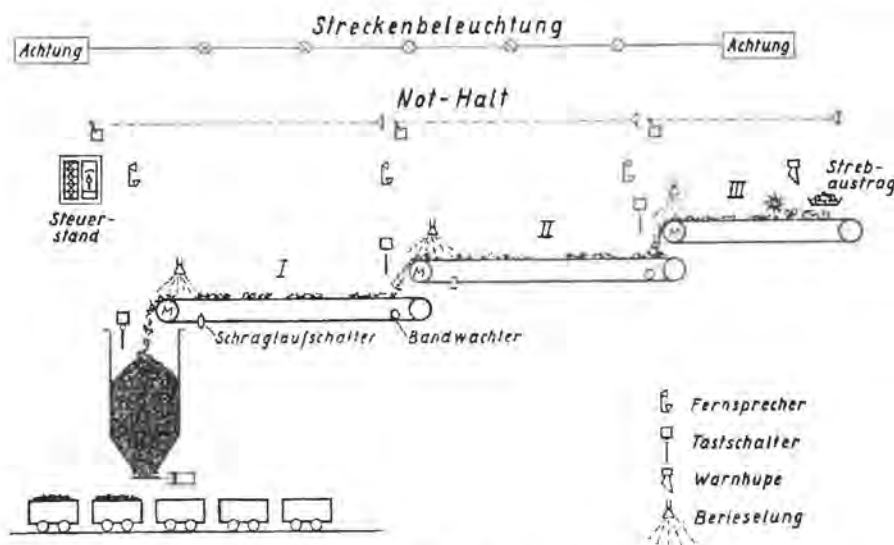 Streckenbeleuchtung
Achtung
Achtung
Not-Halt
Steuer-
stand
Streb-
austrag
III
II
I
M
M
M
Schräglaufschalter
Bandwächter
Fernsprecher
Tastschalter
Warnhupe
Berieselung